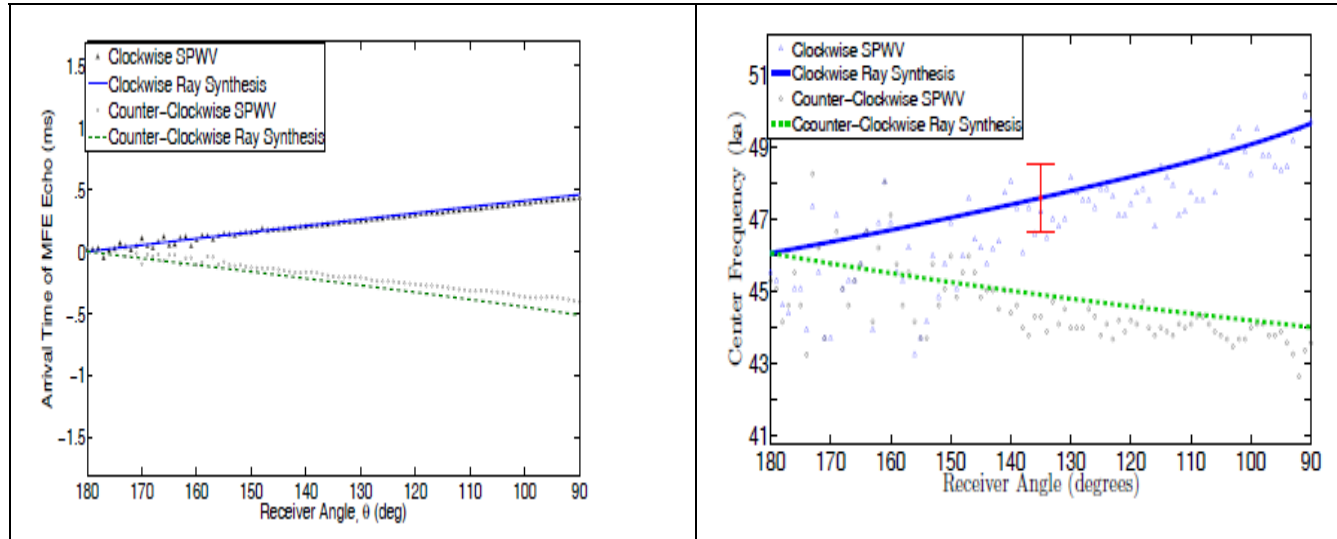 1.5
1
.5
0
-.5
-1
-1.5
Arrival Time of MFE Echo (ms)
Clockwise SPWV
Clockwise Ray Synthesis
Counter-Clockwise SPWV
Counter-Clockwise Ray Synthesis
180 170 160 150 140 130 120 110 100 90
Receiver Angle, θ (deg)
51
49
47
45
43
41
Center Frequency (ka)
Clockwise SPWV
Clockwise Ray Synthesis
Counter-Clockwise SPWV
Ccounter-Clockwise Ray Synthesis
180 170 160 150 140 130 120 110 100 90
Receiver Angle (degrees)